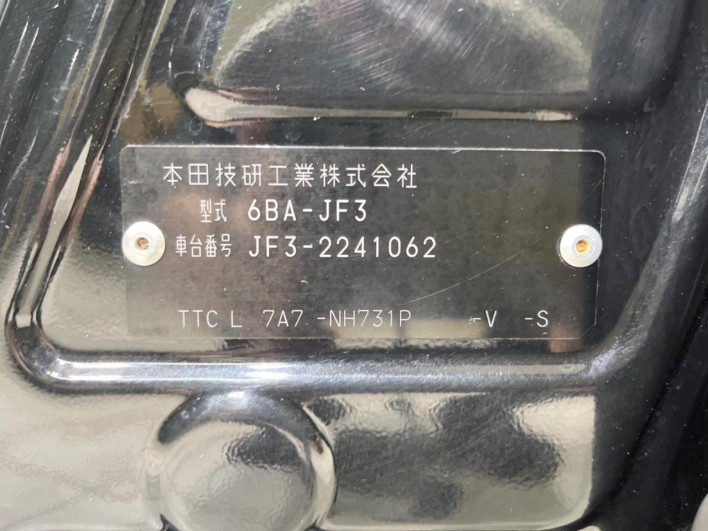 本田技研工業株式会社
型式 6BA-JF3
車台番号 JF3-2241062
TTC L 7A7 -NH731P -V -S